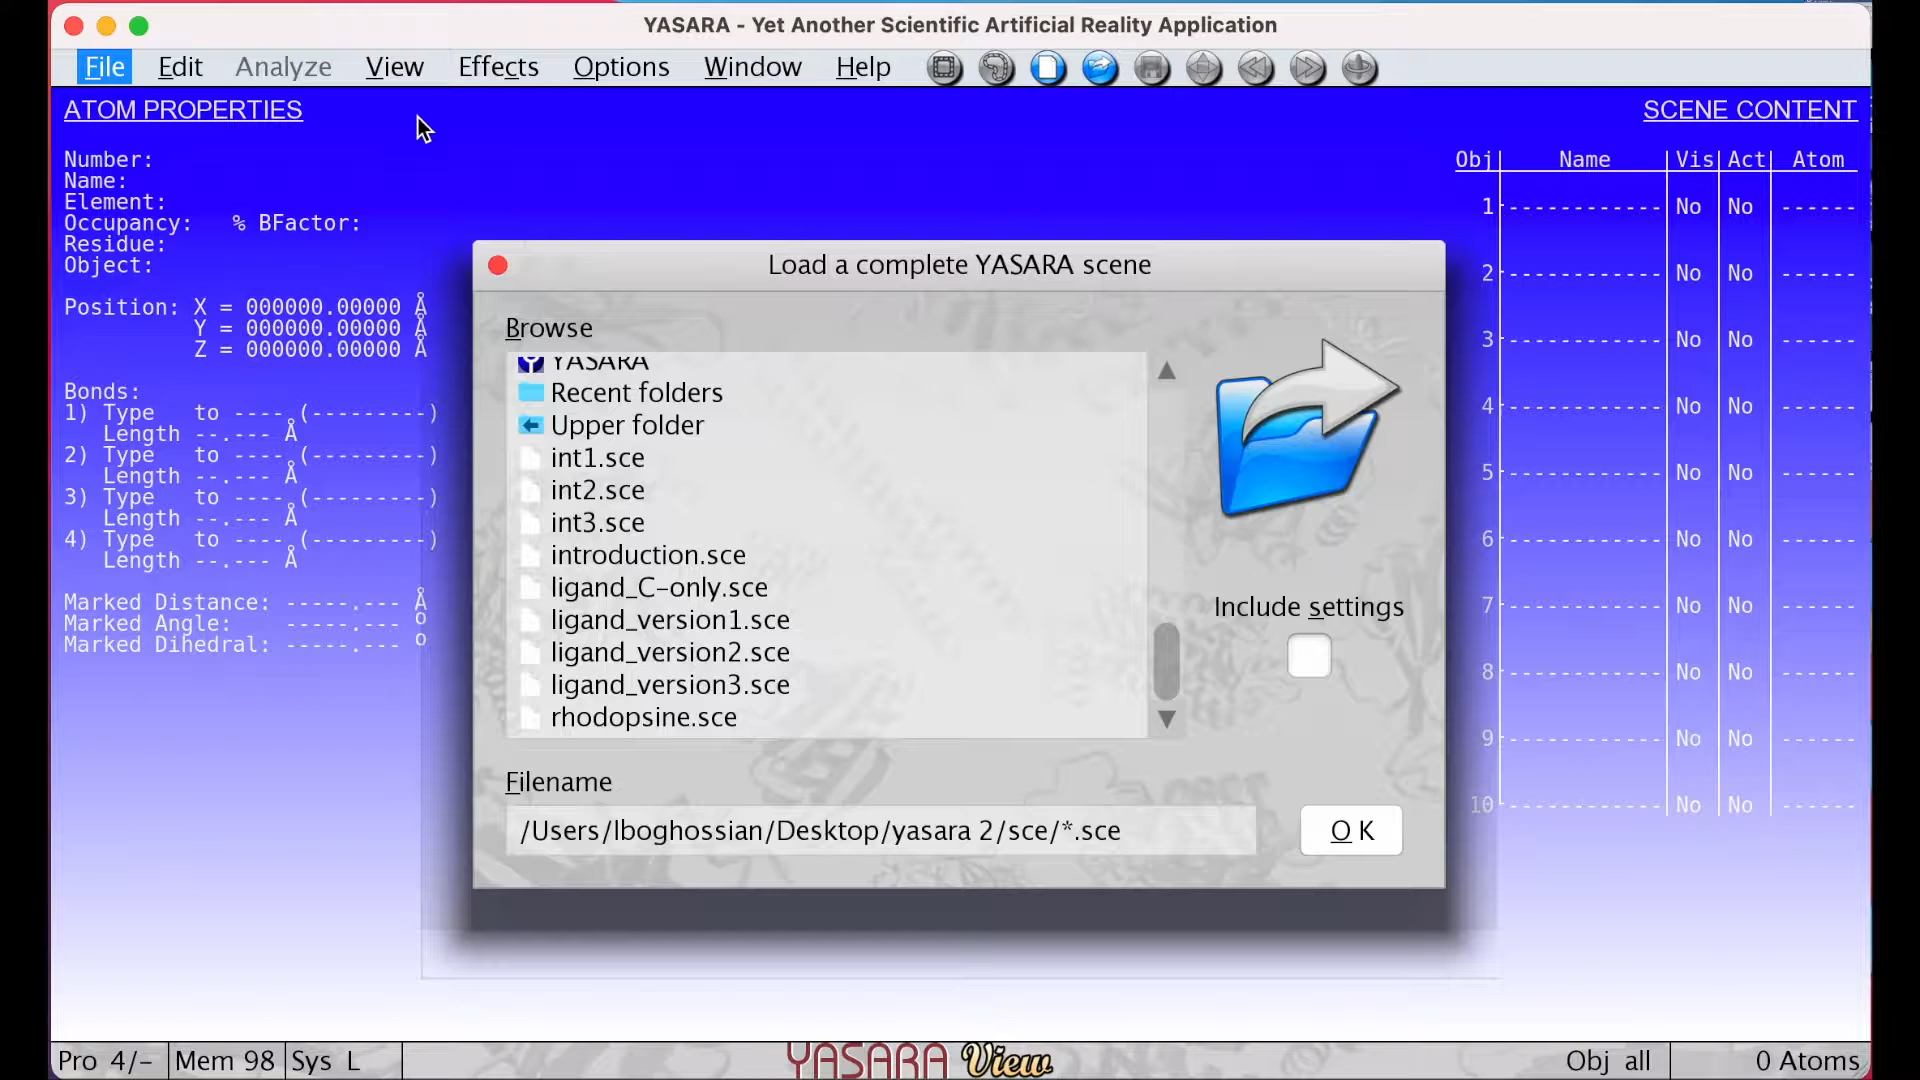 YASARA - Yet Another Scientific Artificial Reality Application
File Edit Analyze View Effects Options Window Help
ATOM PROPERTIES
Number:
Name:
Element:
Occupancy: % BFactor:
Residue:
Object:
Position: X = 000000.00000 Å
Y = 000000.00000 Å
Z = 000000.00000 Å
Bonds:
1) Type to ----.(---------)
Length --.--- Å
2) Type to ----.(---------)
Length --.--- Å
3) Type to ----.(---------)
Length --.--- Å
4) Type to ----.(---------)
Length --.--- Å
Marked Distance: -----.--- Å
Marked Angle: -----.--- o
Marked Dihedral: -----.--- o
Load a complete YASARA scene
Browse
YASARA
Recent folders
Upper folder
int1.sce
int2.sce
int3.sce
introduction.sce
ligand_C-only.sce
ligand_version1.sce
ligand_version2.sce
ligand_version3.sce
rhodopsine.sce
Include settings
Filename
/Users/lboghossian/Desktop/yasara 2/sce/*.sce
OK
SCENE CONTENT
Obj| Name |Vis|Act| Atom
1 ------------ No No ------
2 ------------ No No ------
3 ------------ No No ------
4 ------------ No No ------
5 ------------ No No ------
6 ------------ No No ------
7 ------------ No No ------
8 ------------ No No ------
9 ------------ No No ------
10 ------------ No No ------
Pro 4/- Mem 98 Sys L YASARA View Obj all 0 Atoms